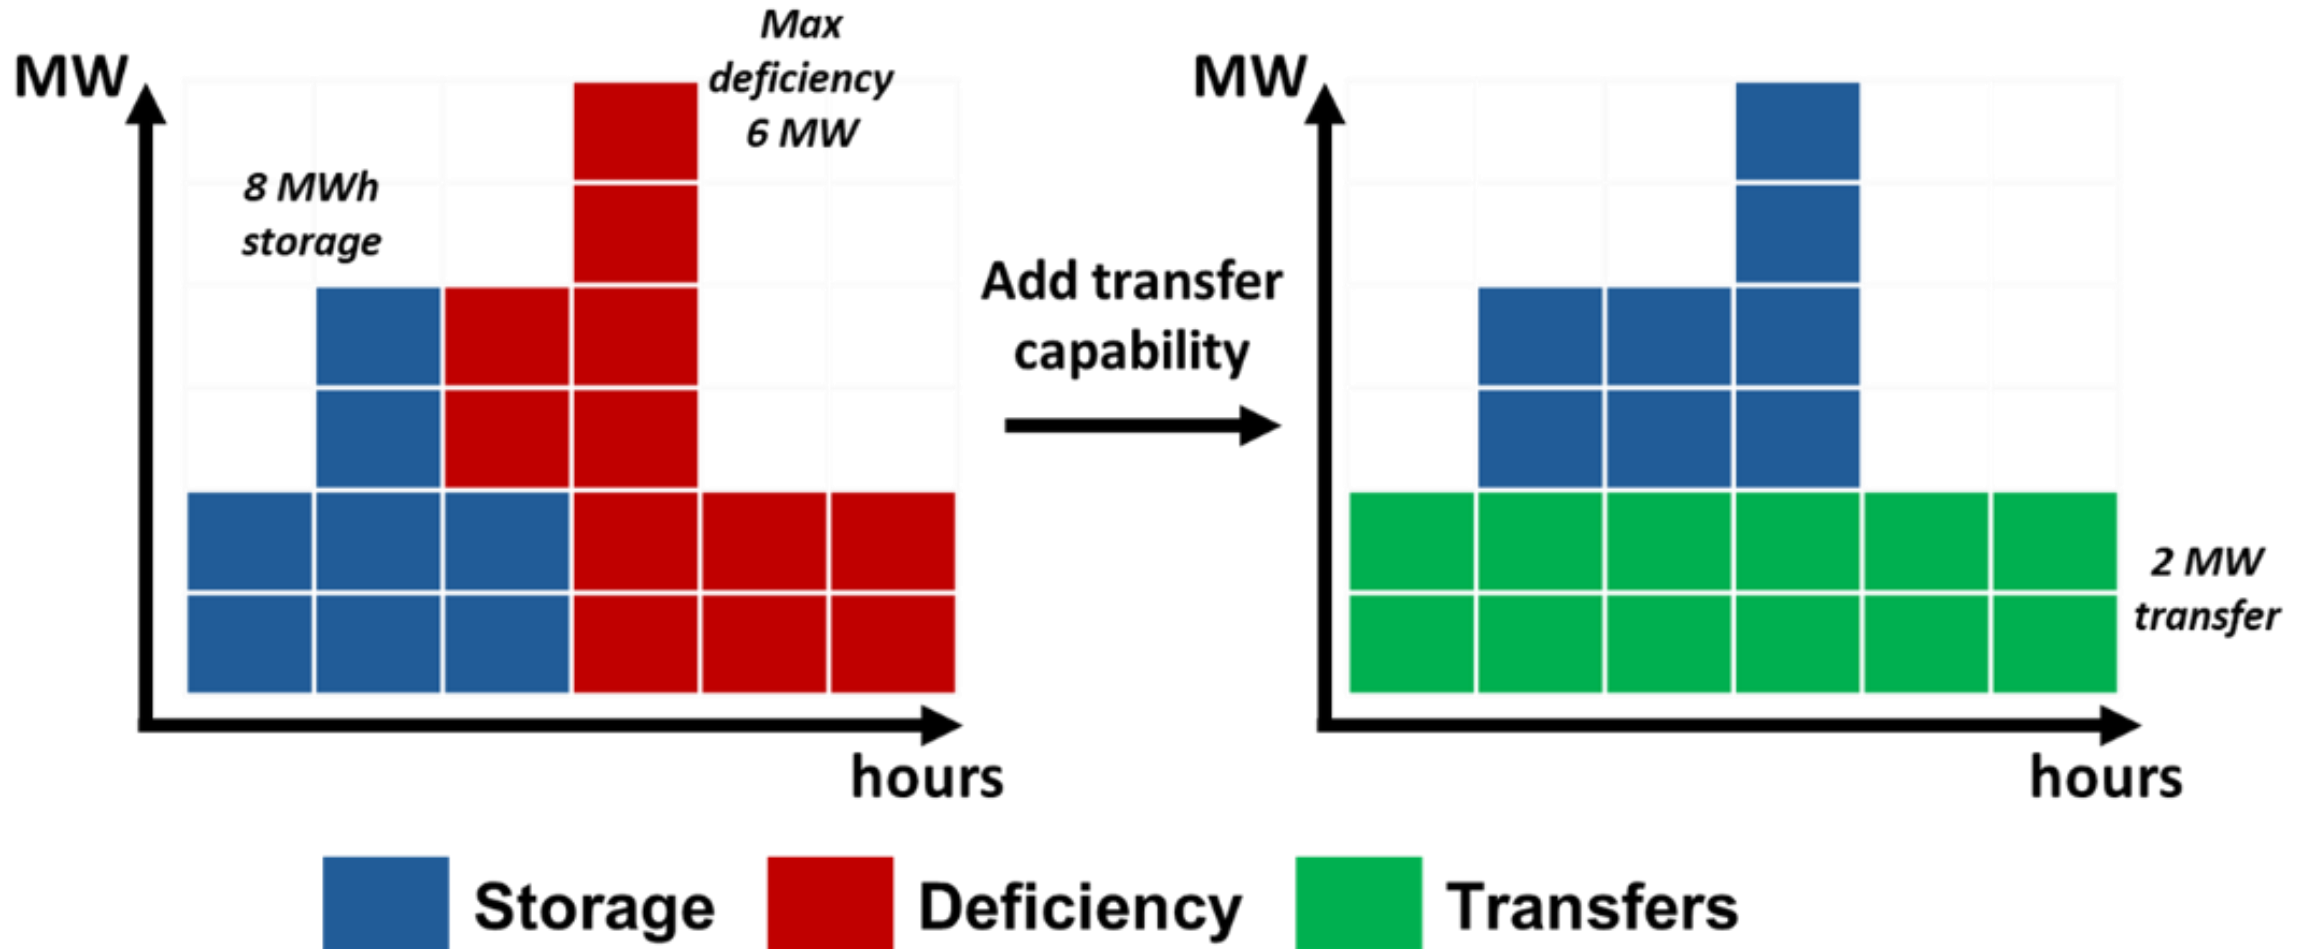 MW
Max
deficiency
6 MW
8 MWh
storage
hours
Add transfer
capability
MW
2 MW
transfer
hours
Storage
Deficiency
Transfers